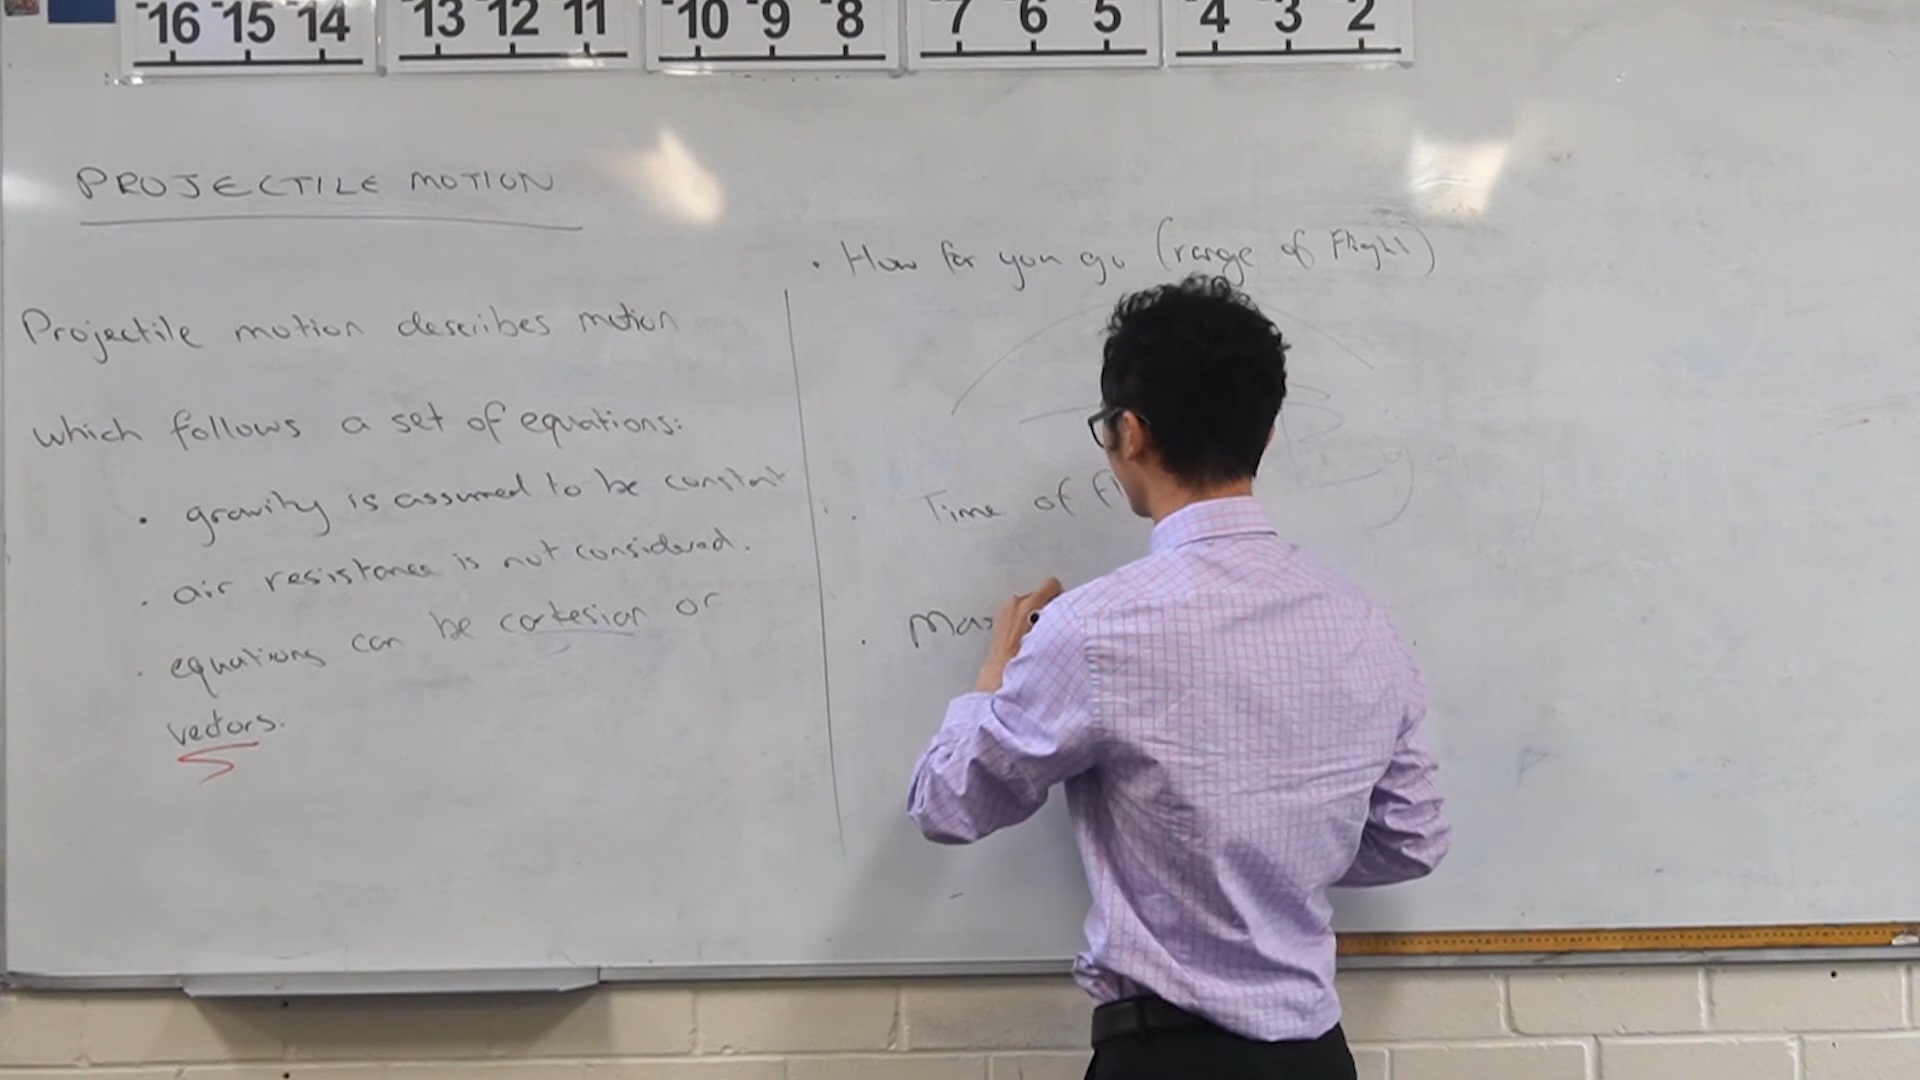 -16 -15 -14 -13 -12 -11 -10 -9 -8 -7 -6 -5 -4 -3 -2
PROJECTILE MOTION
Projectile motion describes motion
which follows a set of equations:
• gravity is assumed to be constant
• air resistance is not considered.
• equations can be cartesian or
vectors.
• How far you go (range of flight)
• Time of fl
• Max